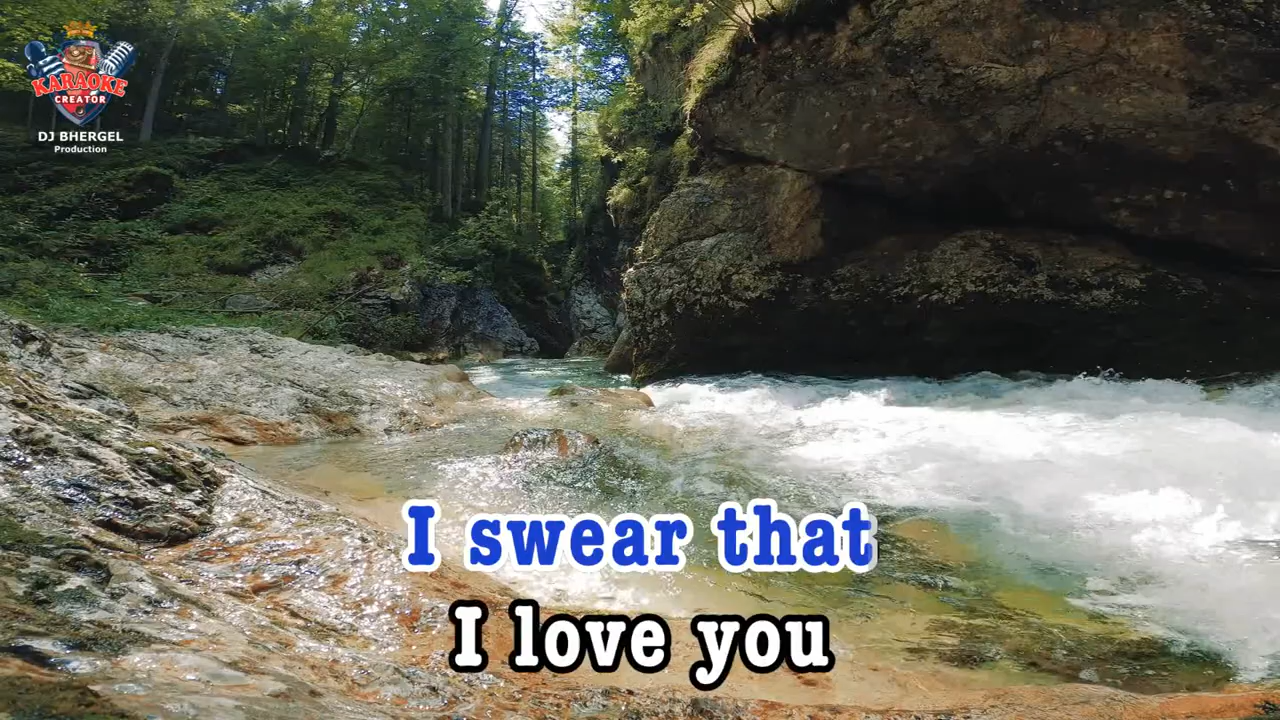 KARAOKE
CREATOR
DJ BHERGEL
Production
I swear that
I love you